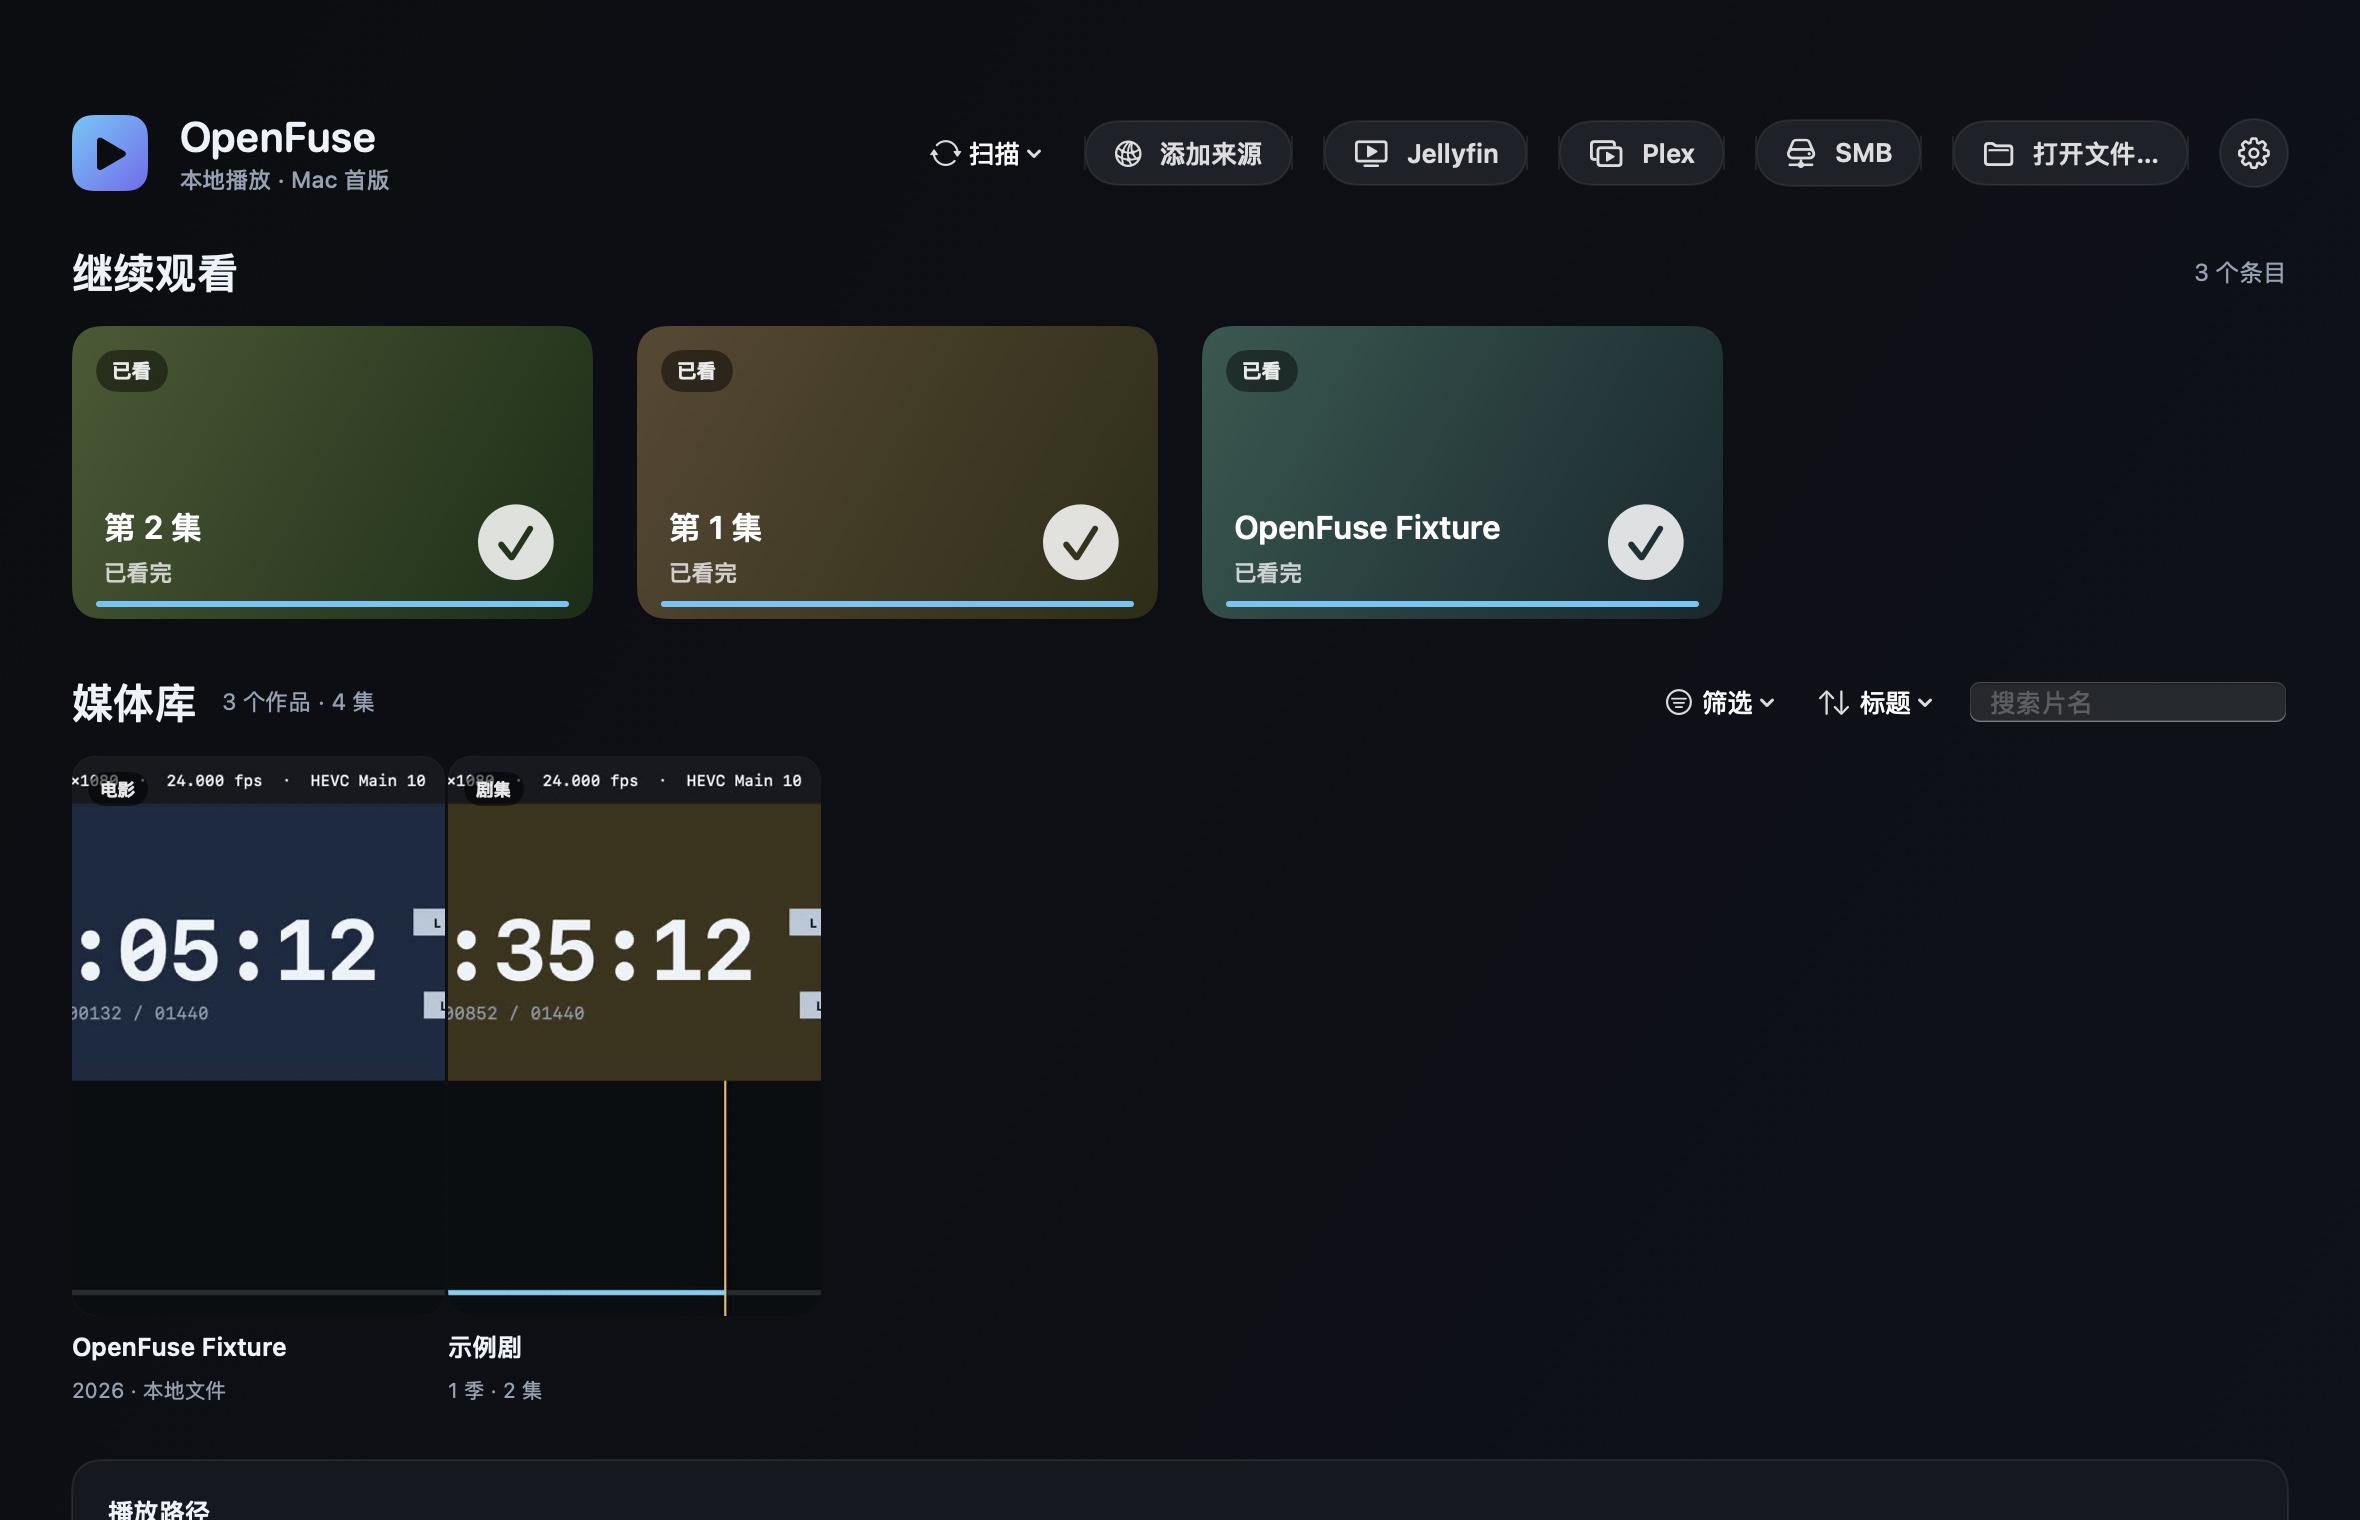 OpenFuse
本地播放 · Mac 首版
扫描
添加来源
Jellyfin
Plex
SMB
打开文件...
继续观看
3 个条目
已看
第 2 集
已看完
已看
第 1 集
已看完
已看
OpenFuse Fixture
已看完
媒体库
3 个作品 · 4 集
筛选
标题
搜索片名
×1080 · 24.000 fps · HEVC Main 10
电影
:05:12
L
00132 / 01440
L
OpenFuse Fixture
2026 · 本地文件
×1080 · 24.000 fps · HEVC Main 10
剧集
:35:12
L
00852 / 01440
L
示例剧
1 季 · 2 集
播放路径